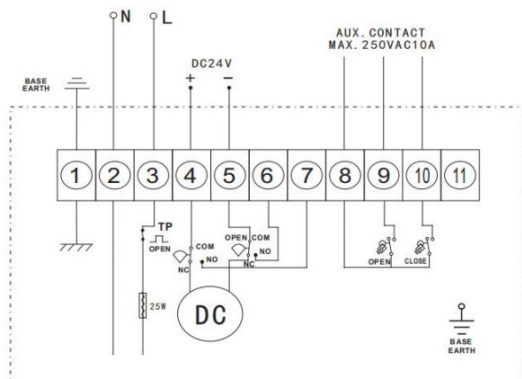 N L
AUX. CONTACT
MAX. 250VAC10A
DC24V
+ −
BASE
EARTH
1 2 3 4 5 6 7 8 9 10 11
TP
OPEN
COM
NC
NO
OPEN COM
NO
NC
OPEN
CLOSE
25W
DC
BASE
EARTH